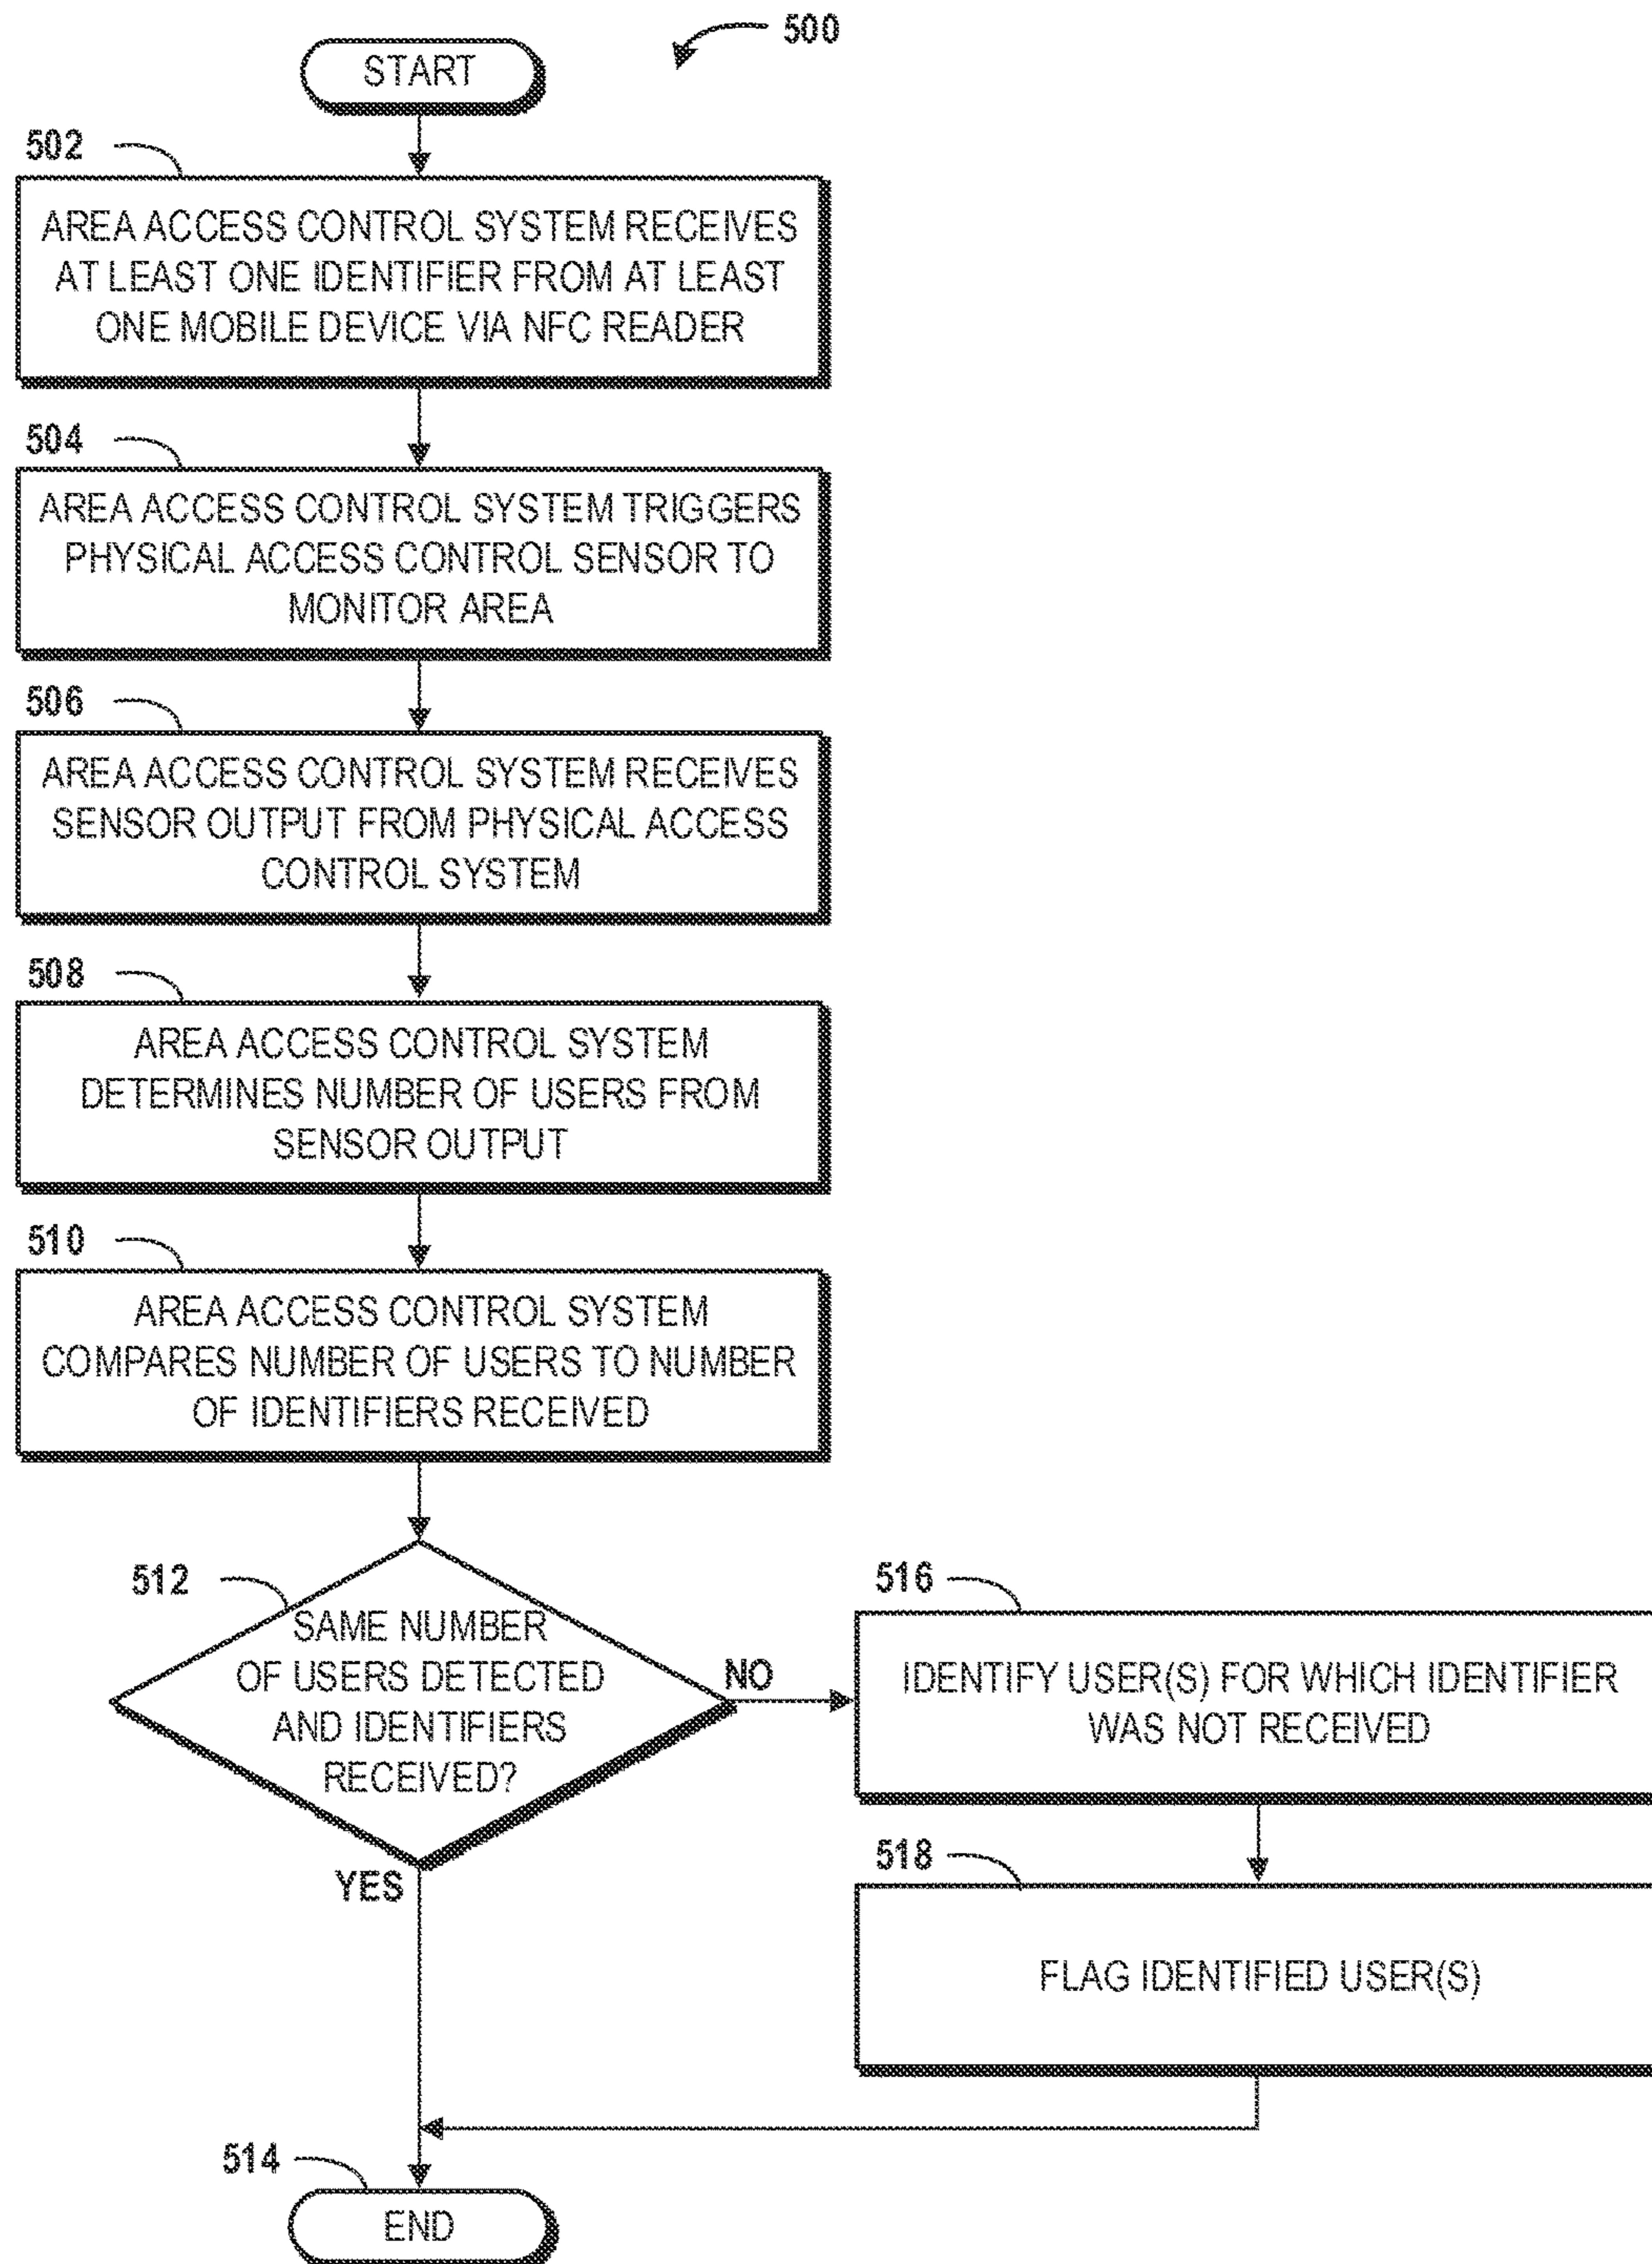 500
START
502
AREA ACCESS CONTROL SYSTEM RECEIVES
AT LEAST ONE IDENTIFIER FROM AT LEAST
ONE MOBILE DEVICE VIA NFC READER
504
AREA ACCESS CONTROL SYSTEM TRIGGERS
PHYSICAL ACCESS CONTROL SENSOR TO
MONITOR AREA
506
AREA ACCESS CONTROL SYSTEM RECEIVES
SENSOR OUTPUT FROM PHYSICAL ACCESS
CONTROL SYSTEM
508
AREA ACCESS CONTROL SYSTEM
DETERMINES NUMBER OF USERS FROM
SENSOR OUTPUT
510
AREA ACCESS CONTROL SYSTEM
COMPARES NUMBER OF USERS TO NUMBER
OF IDENTIFIERS RECEIVED
512
SAME NUMBER
OF USERS DETECTED
AND IDENTIFIERS
RECEIVED?
NO
YES
516
IDENTIFY USER(S) FOR WHICH IDENTIFIER
WAS NOT RECEIVED
518
FLAG IDENTIFIED USER(S)
514
END